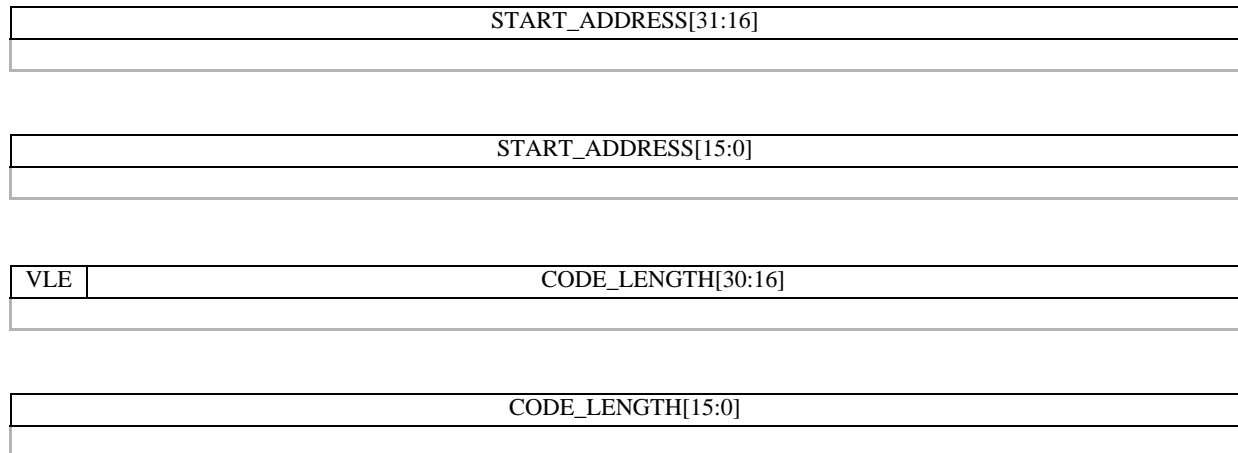 START_ADDRESS[31:16]
START_ADDRESS[15:0]
VLE CODE_LENGTH[30:16]
CODE_LENGTH[15:0]